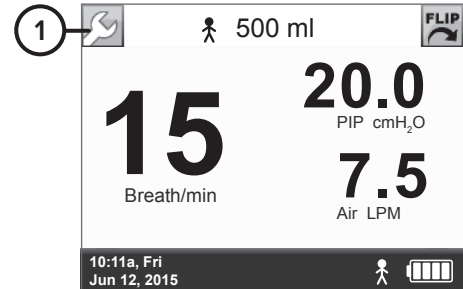 1
500 ml
FLIP
15
Breath/min
20.0
PIP cmH₂O
7.5
Air LPM
10:11a, Fri
Jun 12, 2015